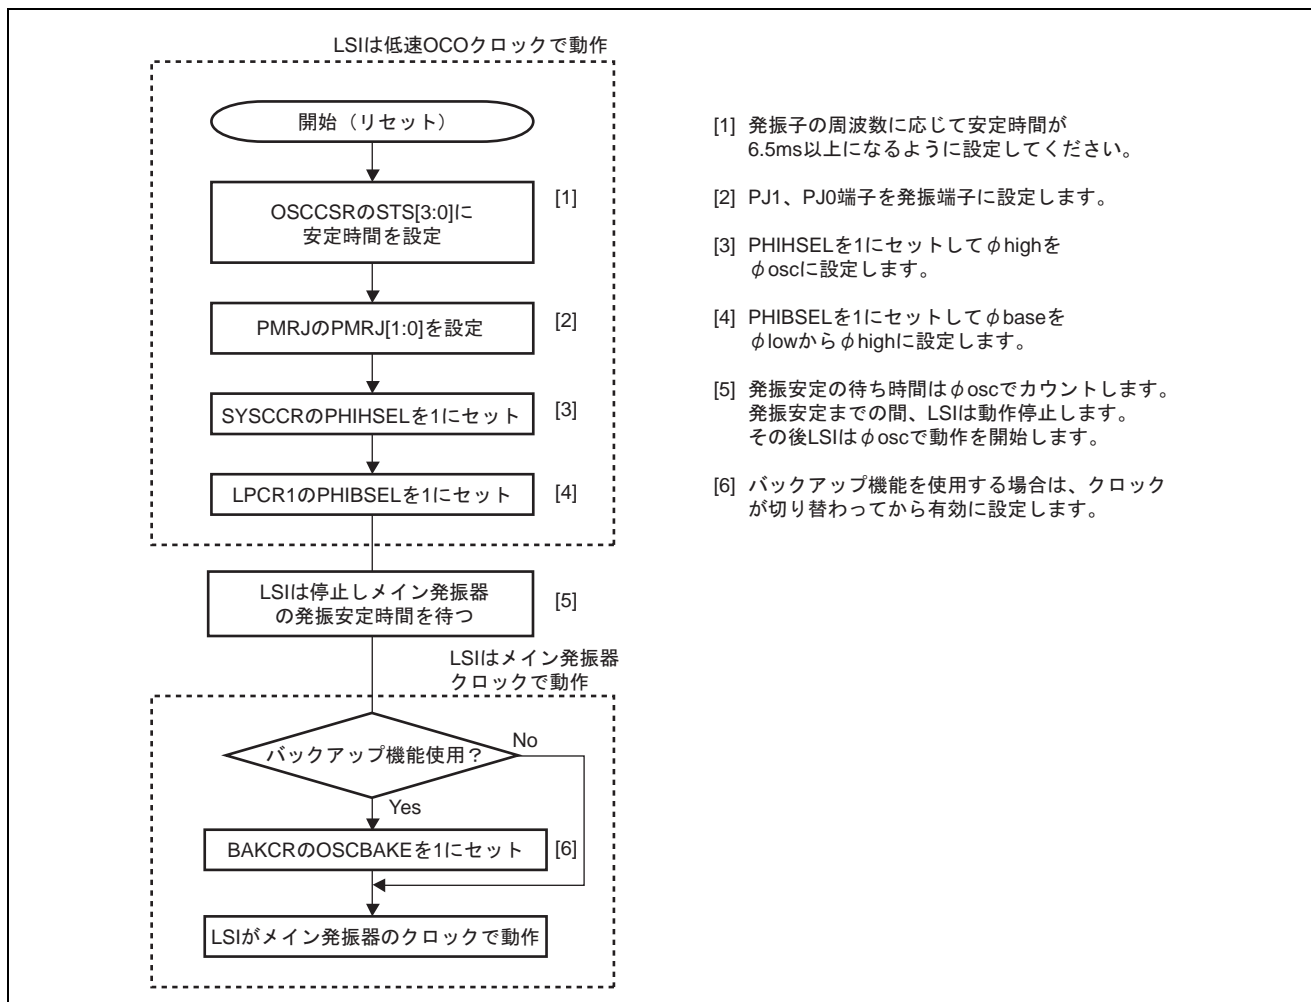 LSIは低速OCOクロックで動作
開始（リセット）
OSCCSRのSTS[3:0]に
安定時間を設定
[1]
PMRJのPMRJ[1:0]を設定
[2]
SYSCCRのPHIHSELを1にセット
[3]
LPCR1のPHIBSELを1にセット
[4]
LSIは停止しメイン発振器
の発振安定時間を待つ
[5]
LSIはメイン発振器
クロックで動作
バックアップ機能使用？
No
Yes
BAKCRのOSCBAKEを1にセット
[6]
LSIがメイン発振器のクロックで動作
[1] 発振子の周波数に応じて安定時間が
6.5ms以上になるように設定してください。
[2] PJ1、PJ0端子を発振端子に設定します。
[3] PHIHSELを1にセットしてφhighを
φoscに設定します。
[4] PHIBSELを1にセットしてφbaseを
φlowからφhighに設定します。
[5] 発振安定の待ち時間はφoscでカウントします。
発振安定までの間、LSIは動作停止します。
その後LSIはφoscで動作を開始します。
[6] バックアップ機能を使用する場合は、クロック
が切り替わってから有効に設定します。